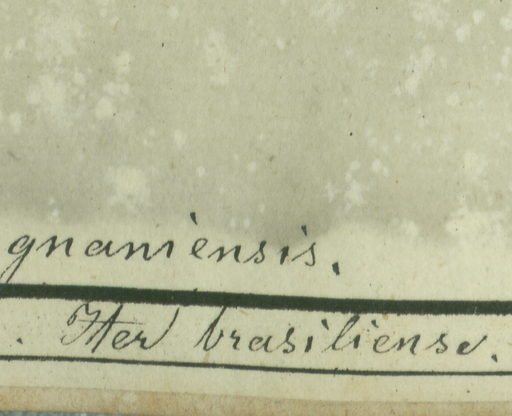 gnaniensis.
. Iter brasiliense.